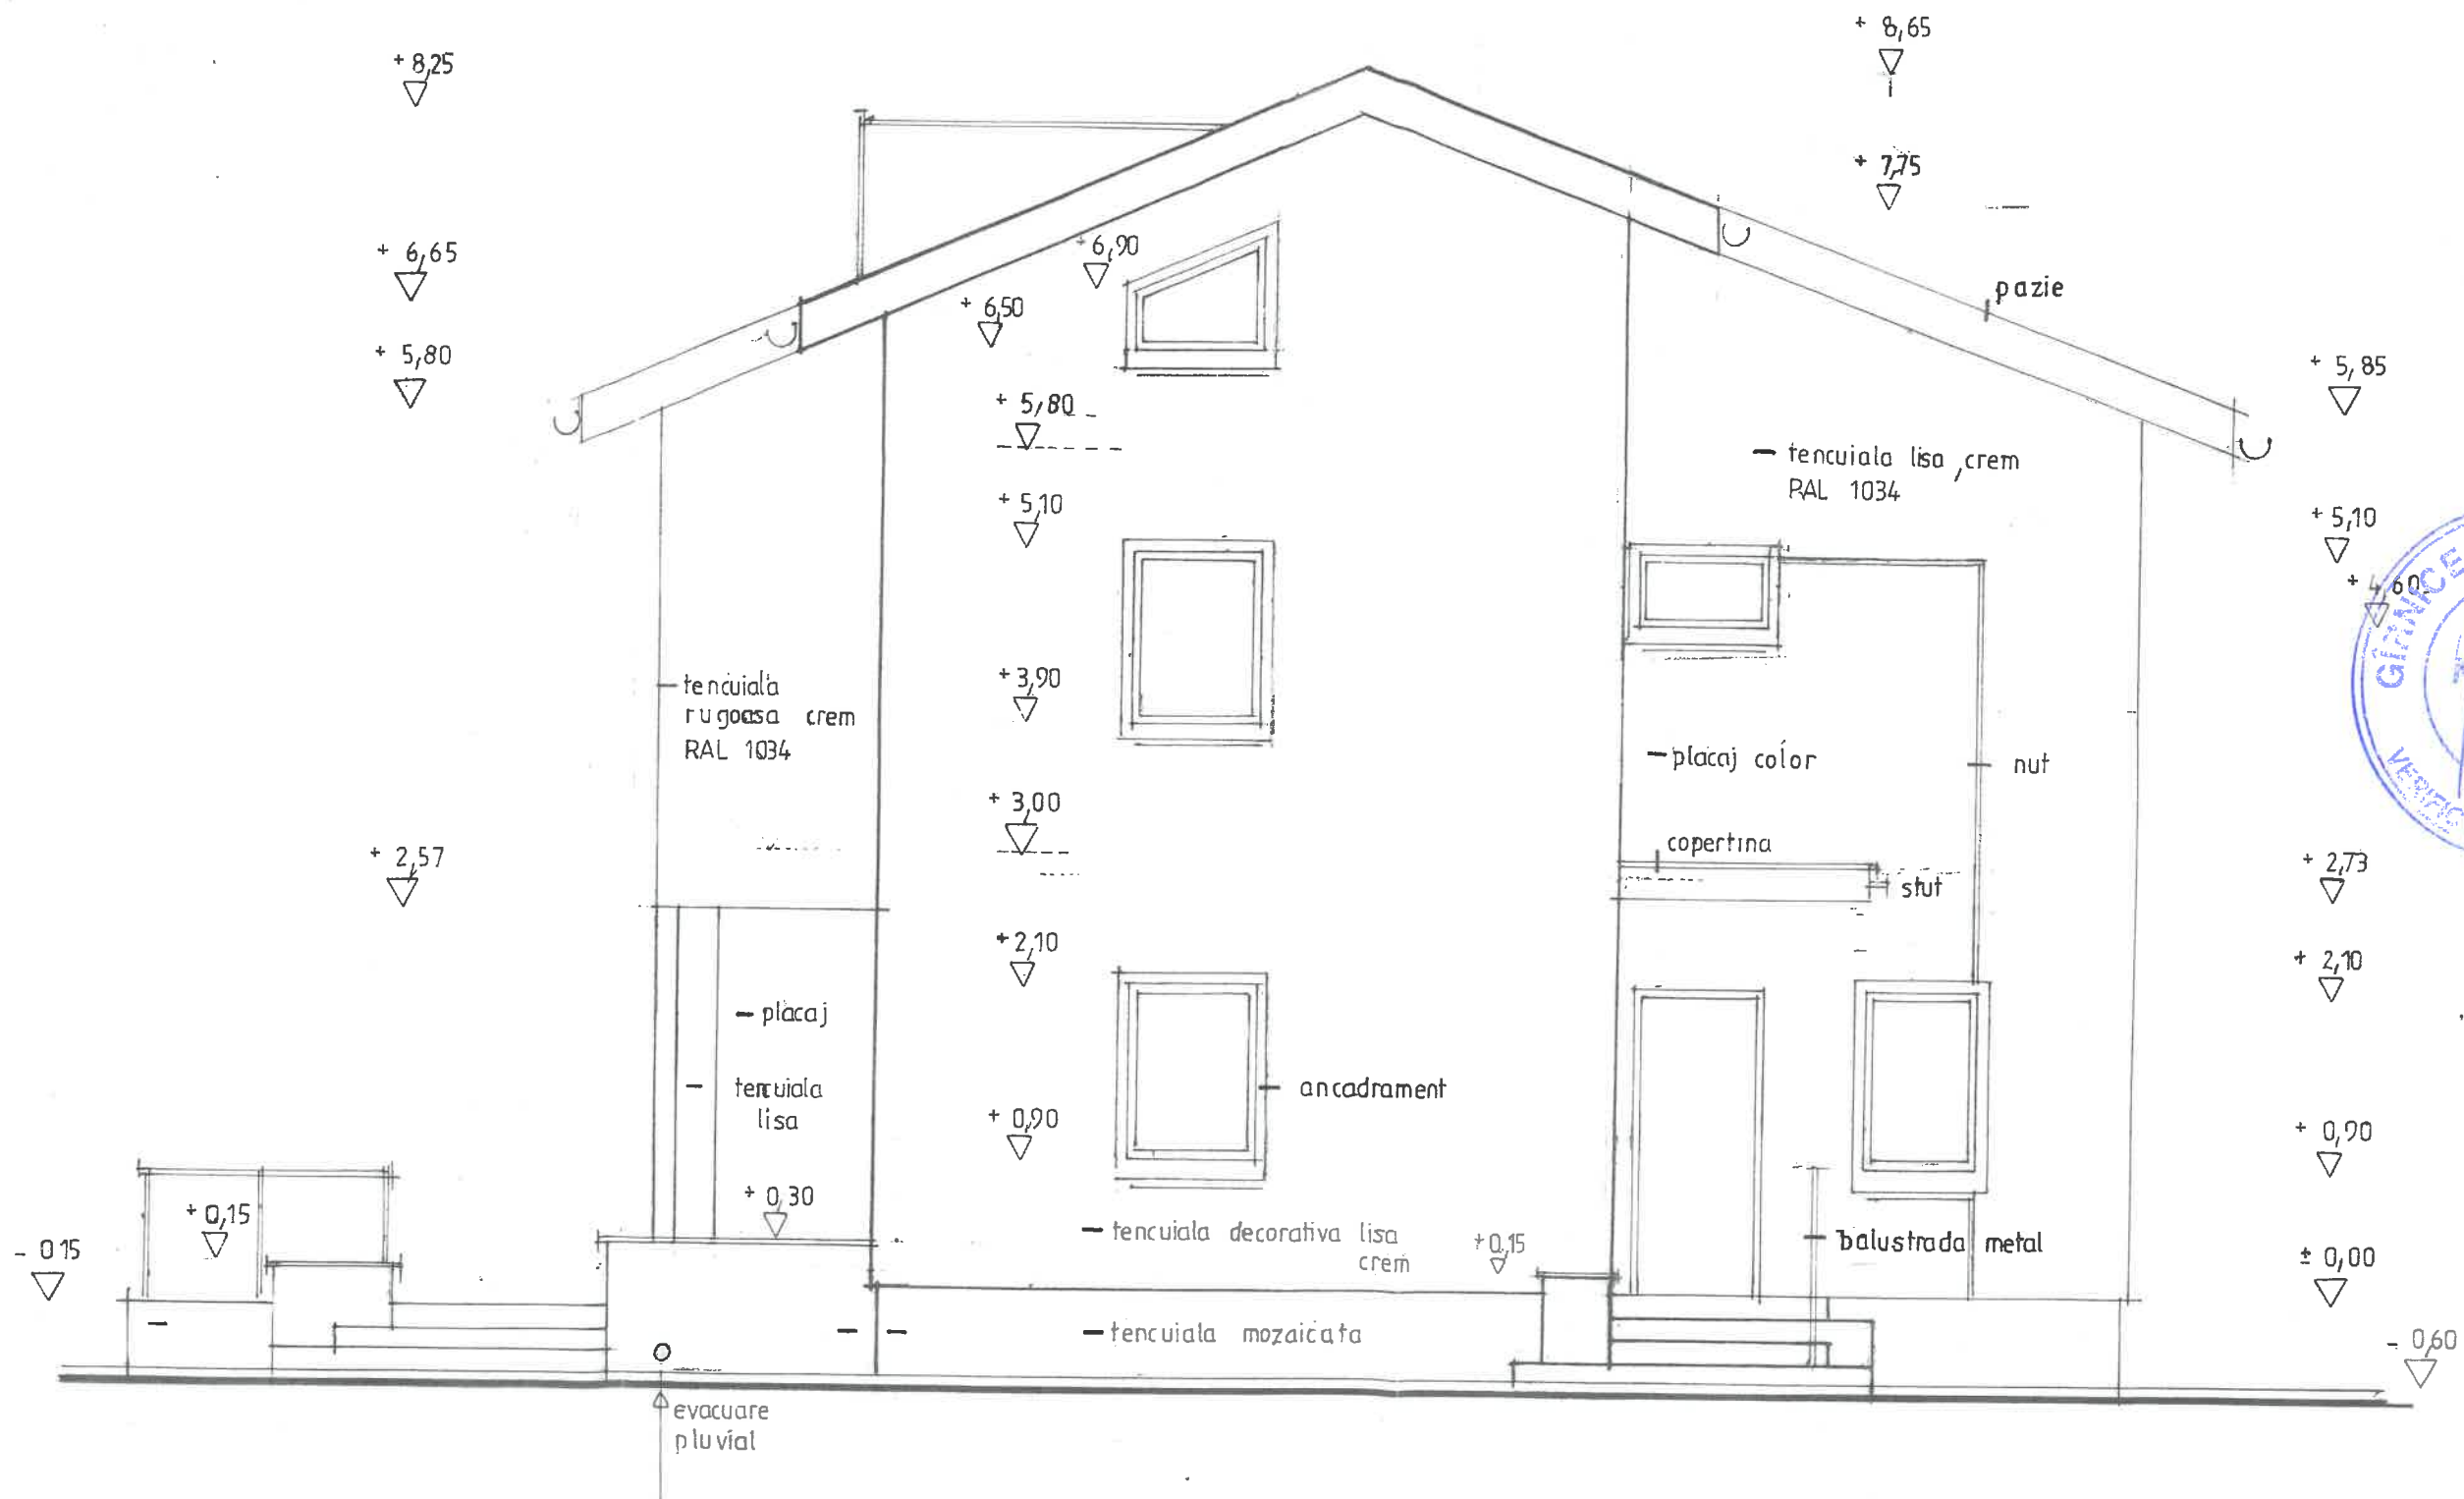 + 8,65
+ 8,25
+ 7,75
+ 6,65
+ 6,90
+ 6,50
pazie
+ 5,80
+ 5,85
+ 5,80
tencuiala lisa, crem
RAL 1034
+ 5,10
+ 5,10
+ 4,60
tencuiala
rugoasa crem
RAL 1034
+ 3,90
placaj color
nut
+ 3,00
copertina
+ 2,57
+ 2,73
stut
+ 2,10
+ 2,10
placaj
tencuiala
lisa
ancadrament
+ 0,90
+ 0,90
+ 0,30
+ 0,15
tencuiala decorativa lisa
crem
+ 0,15
balustrada metal
- 0 15
± 0,00
tencuiala mozaicata
- 0,60
evacuare
pluvial